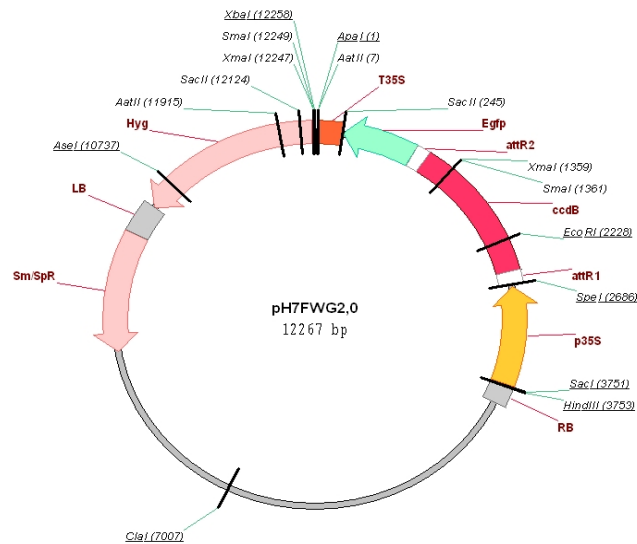 XbaI (12258)
SmaI (12249)
XmaI (12247)
SacII (12124)
AatII (11915)
Hyg
AseI (10737)
LB
Sm/SpR
ApaI (1)
AatII (7)
T35S
SacII (245)
Egfp
attR2
XmaI (1359)
SmaI (1361)
ccdB
EcoRI (2228)
attR1
SpeI (2686)
p35S
SacI (3751)
HindIII (3753)
RB
pH7FWG2,0
12267 bp
ClaI (7007)